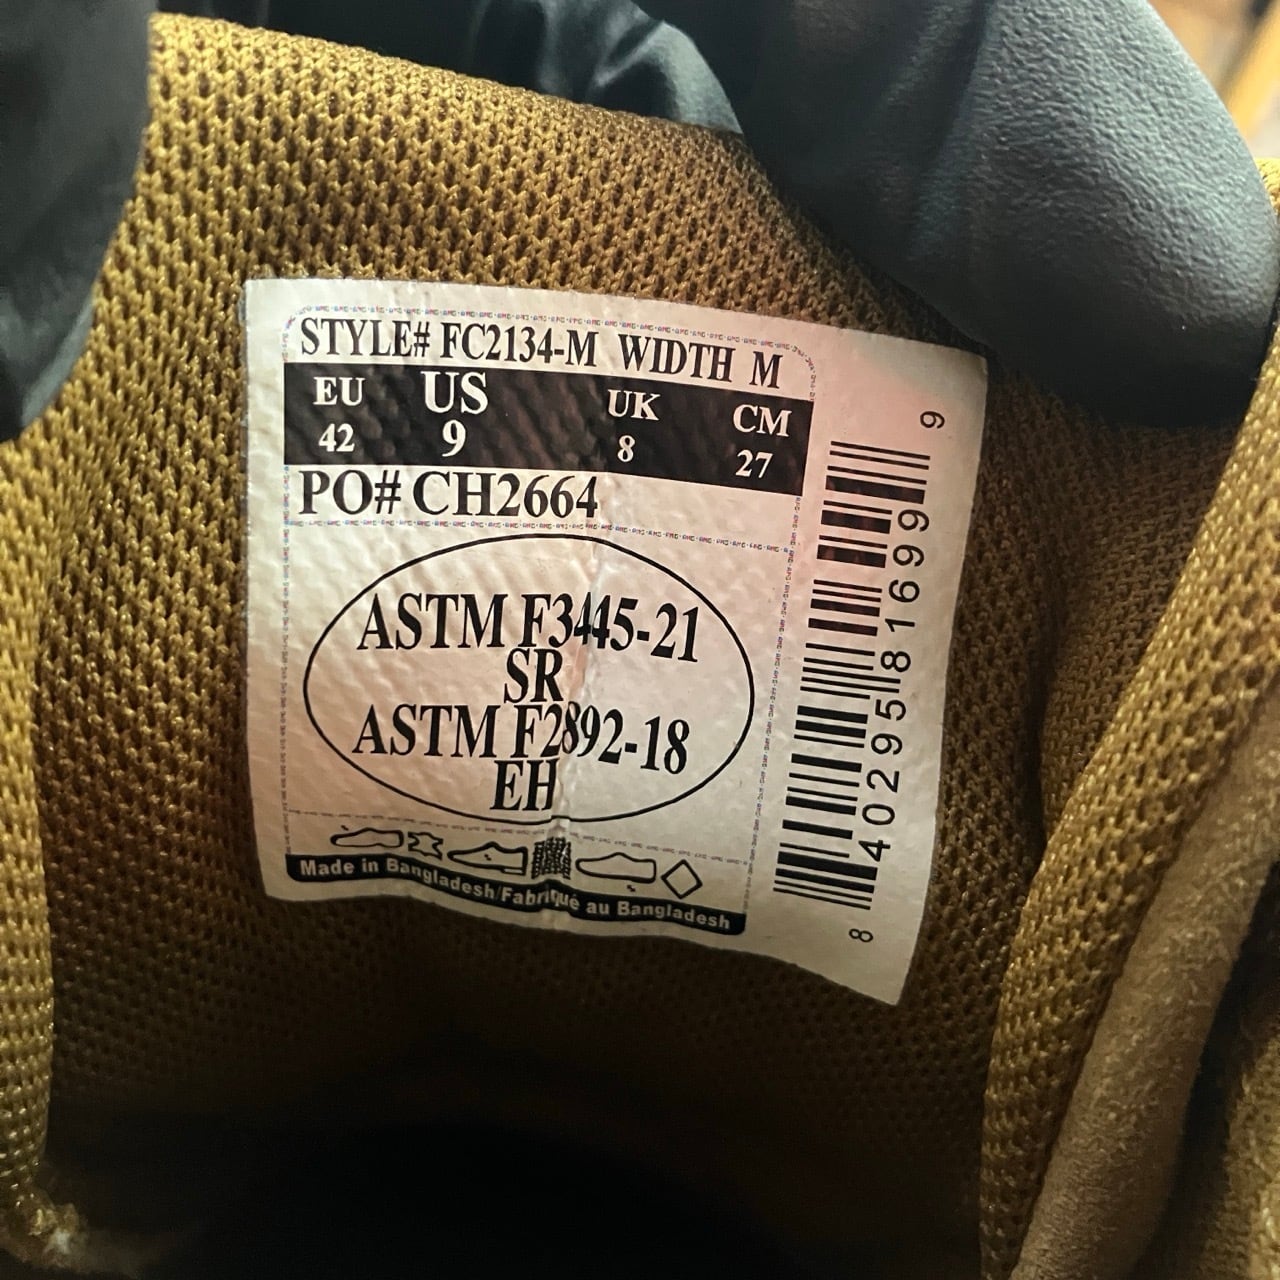 STYLE# FC2134-M WIDTH M
EU US UK CM
42 9 8 27
PO# CH2664
ASTM F3445-21
SR
ASTM F2892-18
EH
Made in Bangladesh/Fabriqué au Bangladesh
8 40295 81699 9